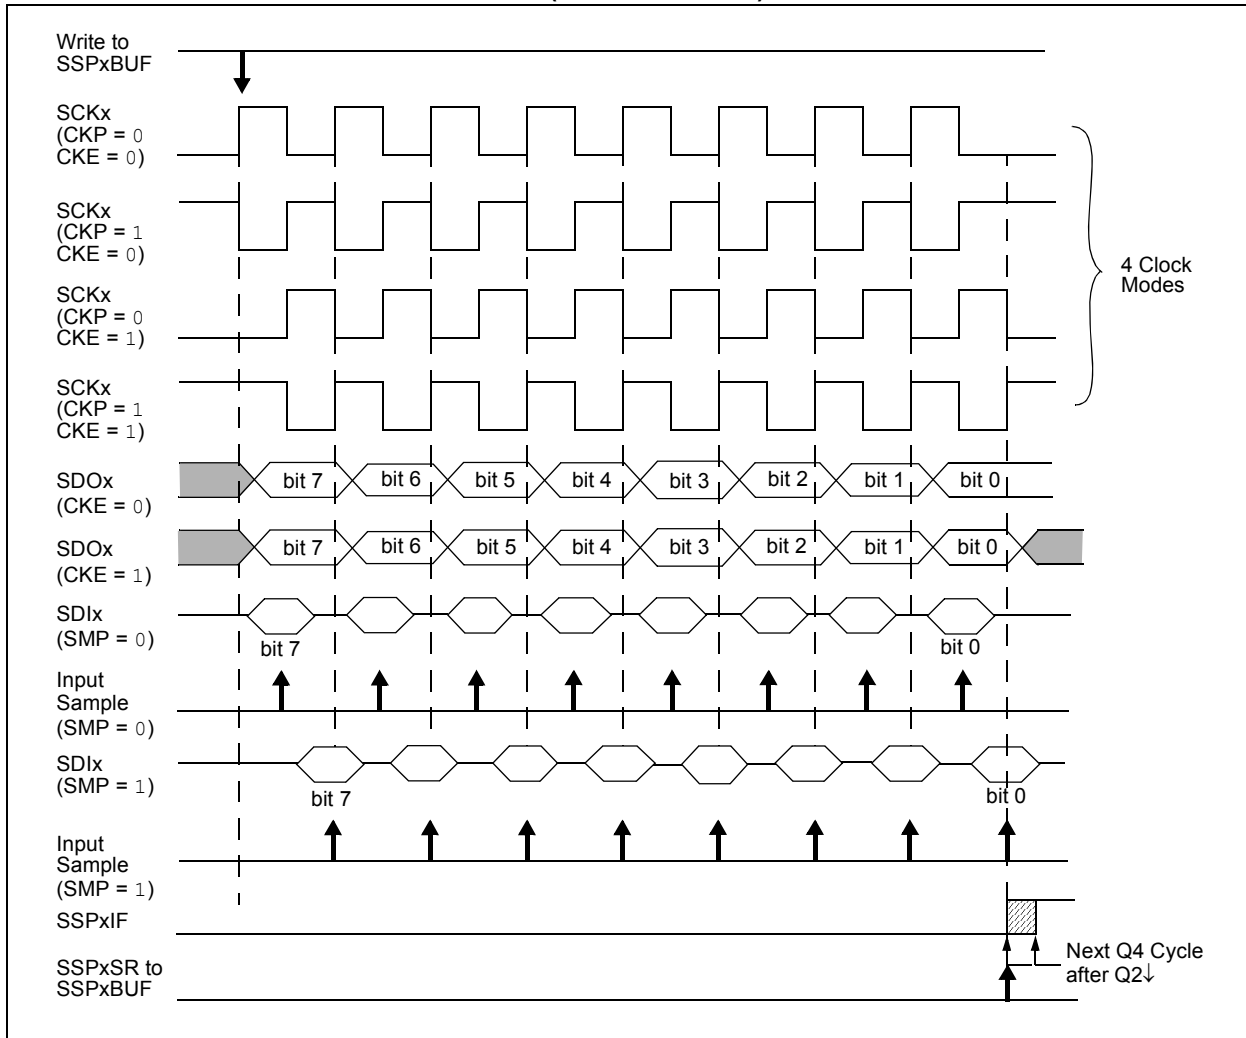 Write to
SSPxBUF
SCKx
(CKP = 0
CKE = 0)
SCKx
(CKP = 1
CKE = 0)
4 Clock
Modes
SCKx
(CKP = 0
CKE = 1)
SCKx
(CKP = 1
CKE = 1)
SDOx
(CKE = 0)
bit 7 bit 6 bit 5 bit 4 bit 3 bit 2 bit 1 bit 0
SDOx
(CKE = 1)
bit 7 bit 6 bit 5 bit 4 bit 3 bit 2 bit 1 bit 0
SDIx
(SMP = 0)
bit 7 bit 0
Input
Sample
(SMP = 0)
SDIx
(SMP = 1)
bit 7 bit 0
Input
Sample
(SMP = 1)
SSPxIF
Next Q4 Cycle
after Q2↓
SSPxSR to
SSPxBUF